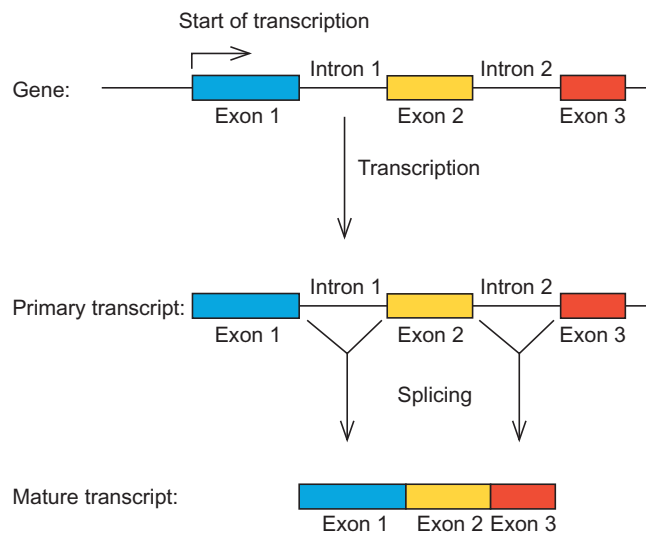 Start of transcription
Gene:
Intron 1
Intron 2
Exon 1
Exon 2
Exon 3
Transcription
Primary transcript:
Intron 1
Intron 2
Exon 1
Exon 2
Exon 3
Splicing
Mature transcript:
Exon 1
Exon 2
Exon 3